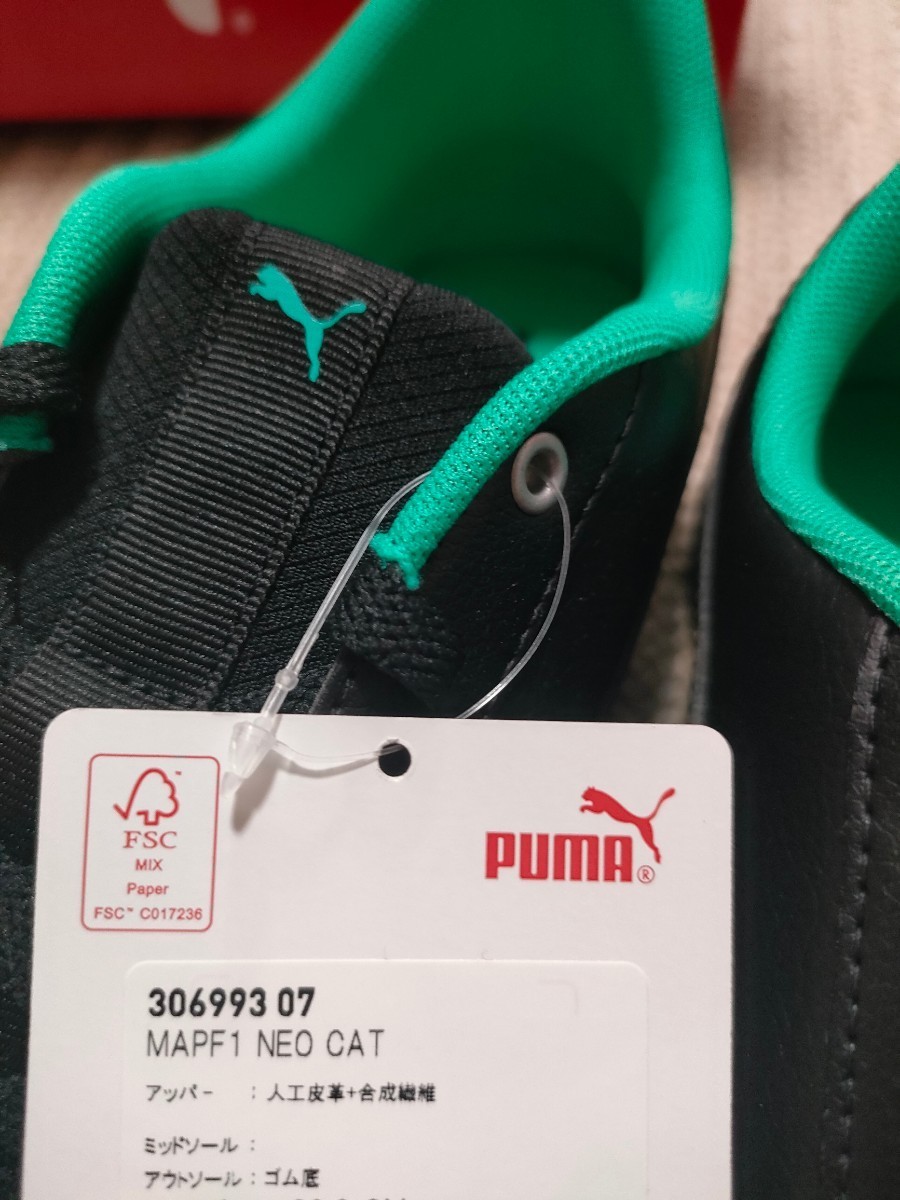 FSC™
MIX
Paper
FSC™ C017236
PUMA®
306993 07
MAPF1 NEO CAT
アッパー : 人工皮革+合成繊維
ミッドソール :
アウトソール : ゴム底